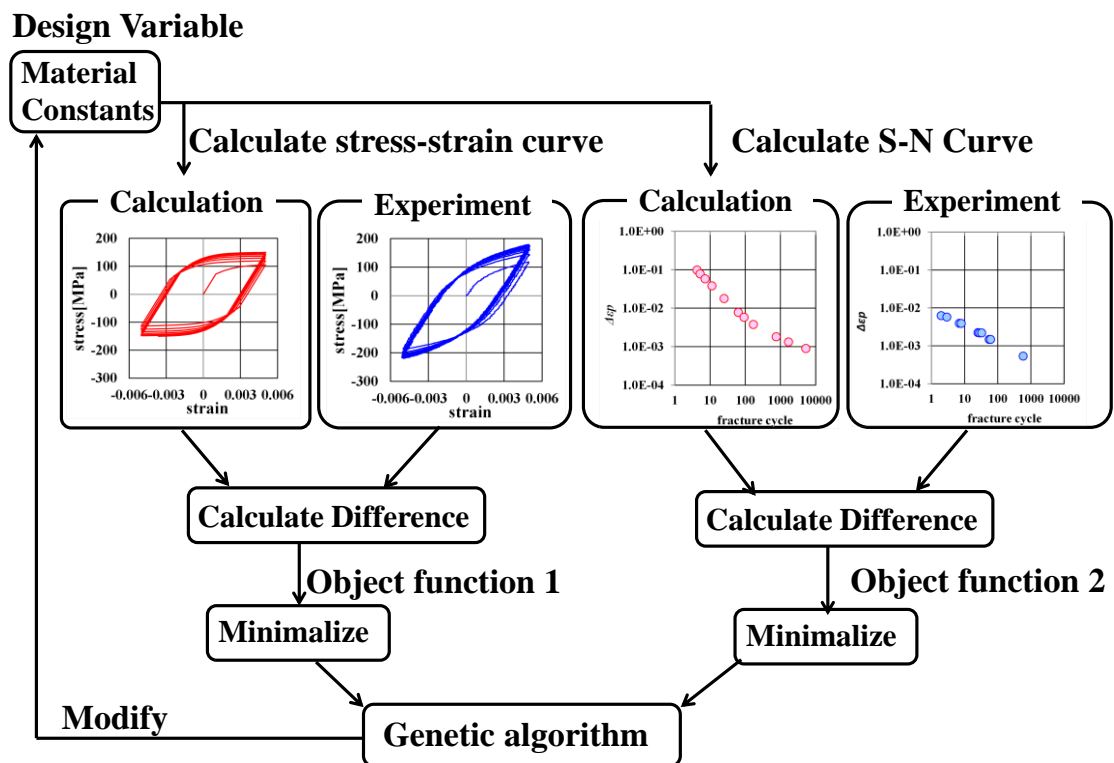 Design Variable
Material
Constants
Calculate stress-strain curve
Calculate S-N Curve
Calculation
200
100
0
-100
-200
-300
stress[MPa]
-0.006
-0.003
0
0.003
0.006
strain
Experiment
200
100
0
-100
-200
-300
stress[MPa]
-0.006
-0.003
0
0.003
0.006
strain
Calculation
1.0E+00
1.0E-01
1.0E-02
1.0E-03
1.0E-04
Δεp
1
10
100
1000
10000
fracture cycle
Experiment
1.0E+00
1.0E-01
1.0E-02
1.0E-03
1.0E-04
Δεp
1
10
100
1000
10000
fracture cycle
Calculate Difference
Calculate Difference
Object function 1
Object function 2
Minimalize
Minimalize
Modify
Genetic algorithm